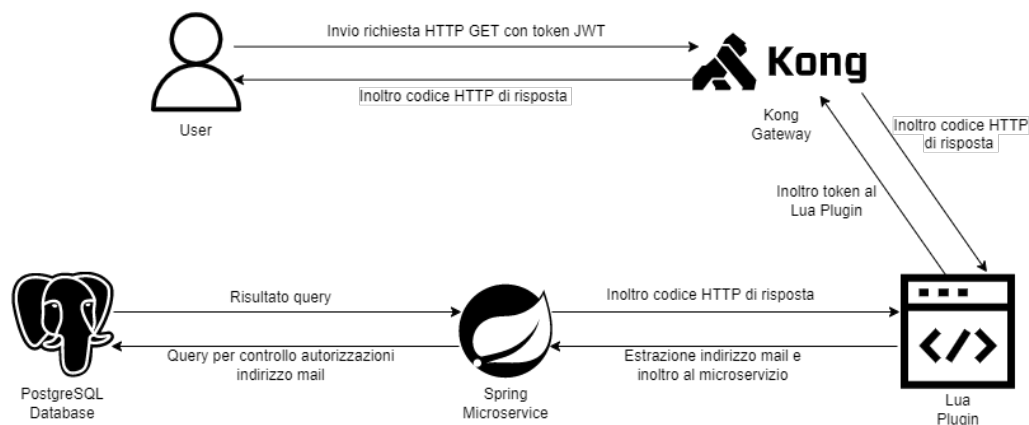 Invio richiesta HTTP GET con token JWT
Inoltro codice HTTP di risposta
User
Kong
Kong
Gateway
Inoltro codice HTTP
di risposta
Inoltro token al
Lua Plugin
Risultato query
Inoltro codice HTTP di risposta
Query per controllo autorizzazioni
indirizzo mail
Estrazione indirizzo mail e
inoltro al microservizio
PostgreSQL
Database
Spring
Microservice
</>
Lua
Plugin